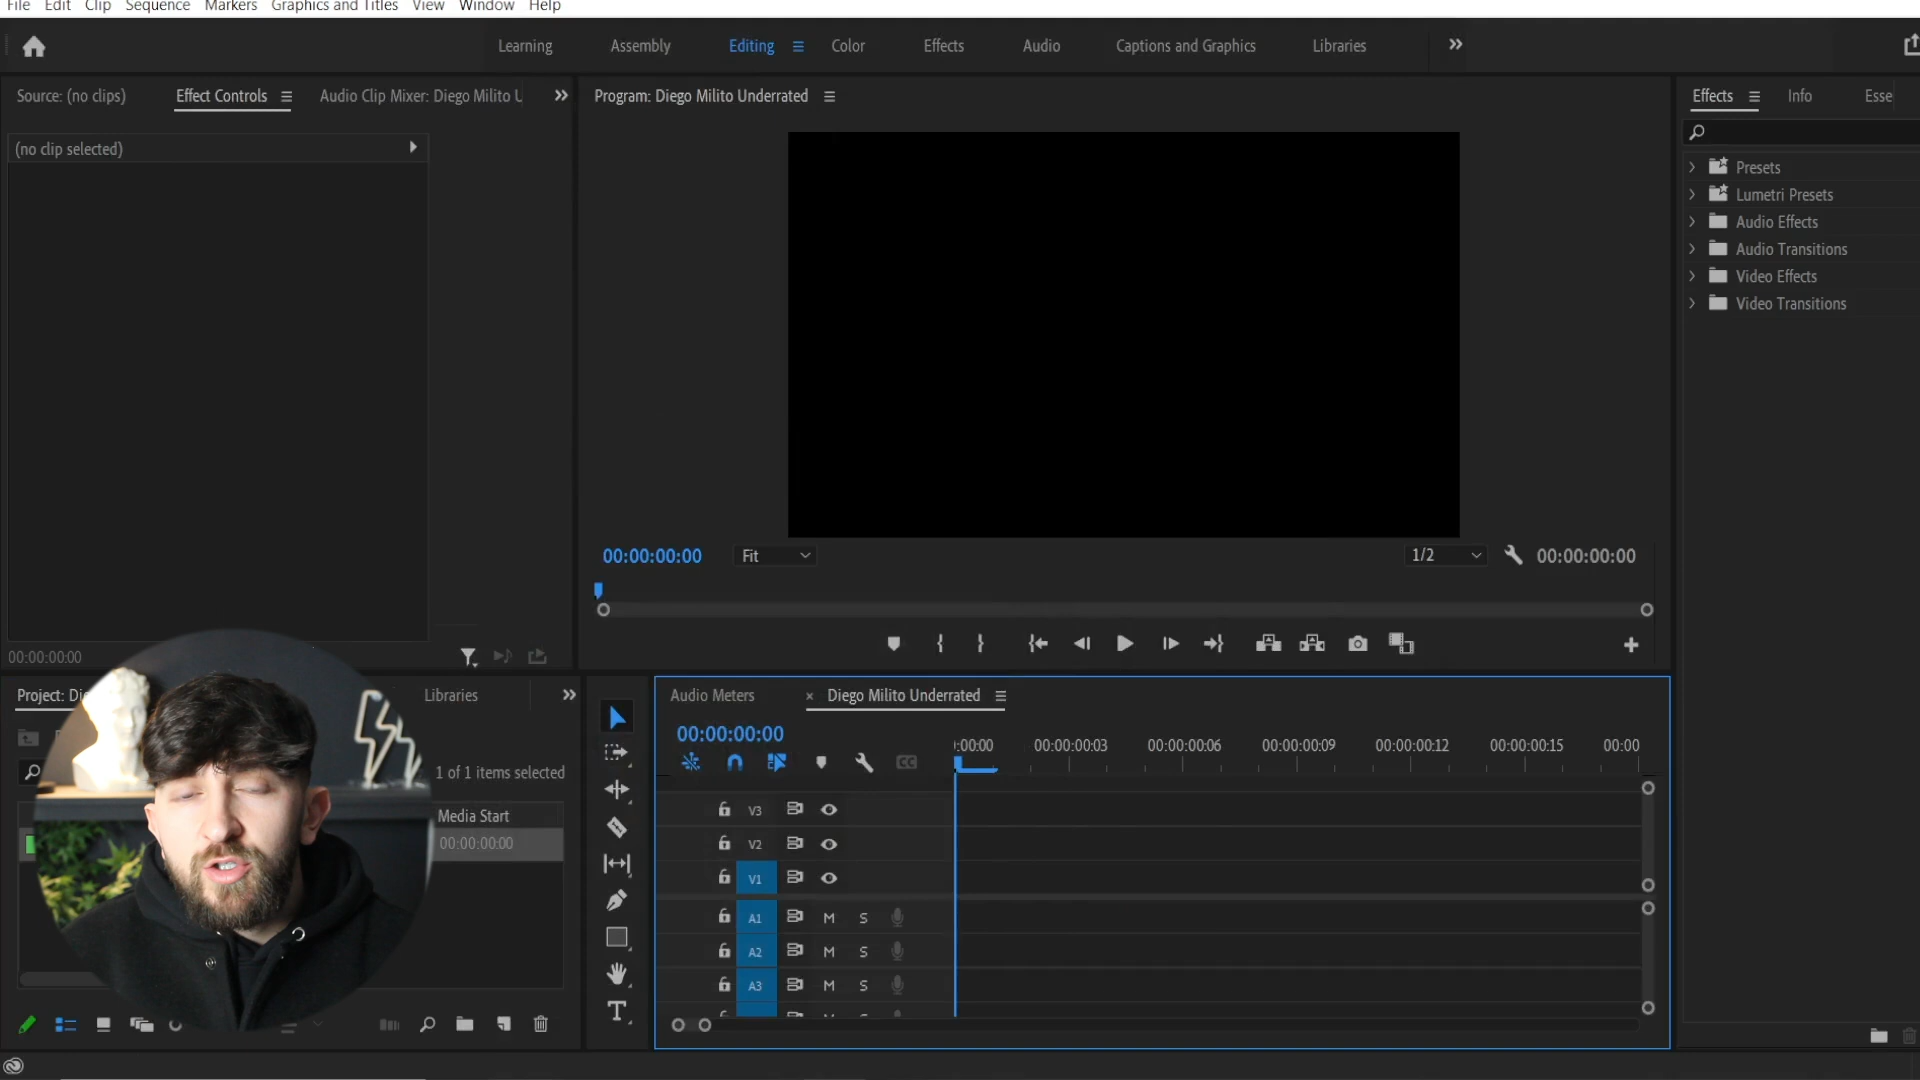 File Edit Clip Sequence Markers Graphics and Titles View Window Help
Learning Assembly Editing Color Effects Audio Captions and Graphics Libraries
Source: (no clips) Effect Controls Audio Clip Mixer: Diego Milito U
Program: Diego Milito Underrated
Effects Info Esse
(no clip selected)
Presets
Lumetri Presets
Audio Effects
Audio Transitions
Video Effects
Video Transitions
00:00:00:00 Fit 1/2 00:00:00:00
00:00:00:00
Project: Di Libraries
1 of 1 items selected
Media Start
00:00:00:00
Audio Meters × Diego Milito Underrated
00:00:00:00
:00:00 00:00:00:03 00:00:00:06 00:00:00:09 00:00:00:12 00:00:00:15 00:00
CC
V3
V2
V1
A1 M S
A2 M S
A3 M S
T